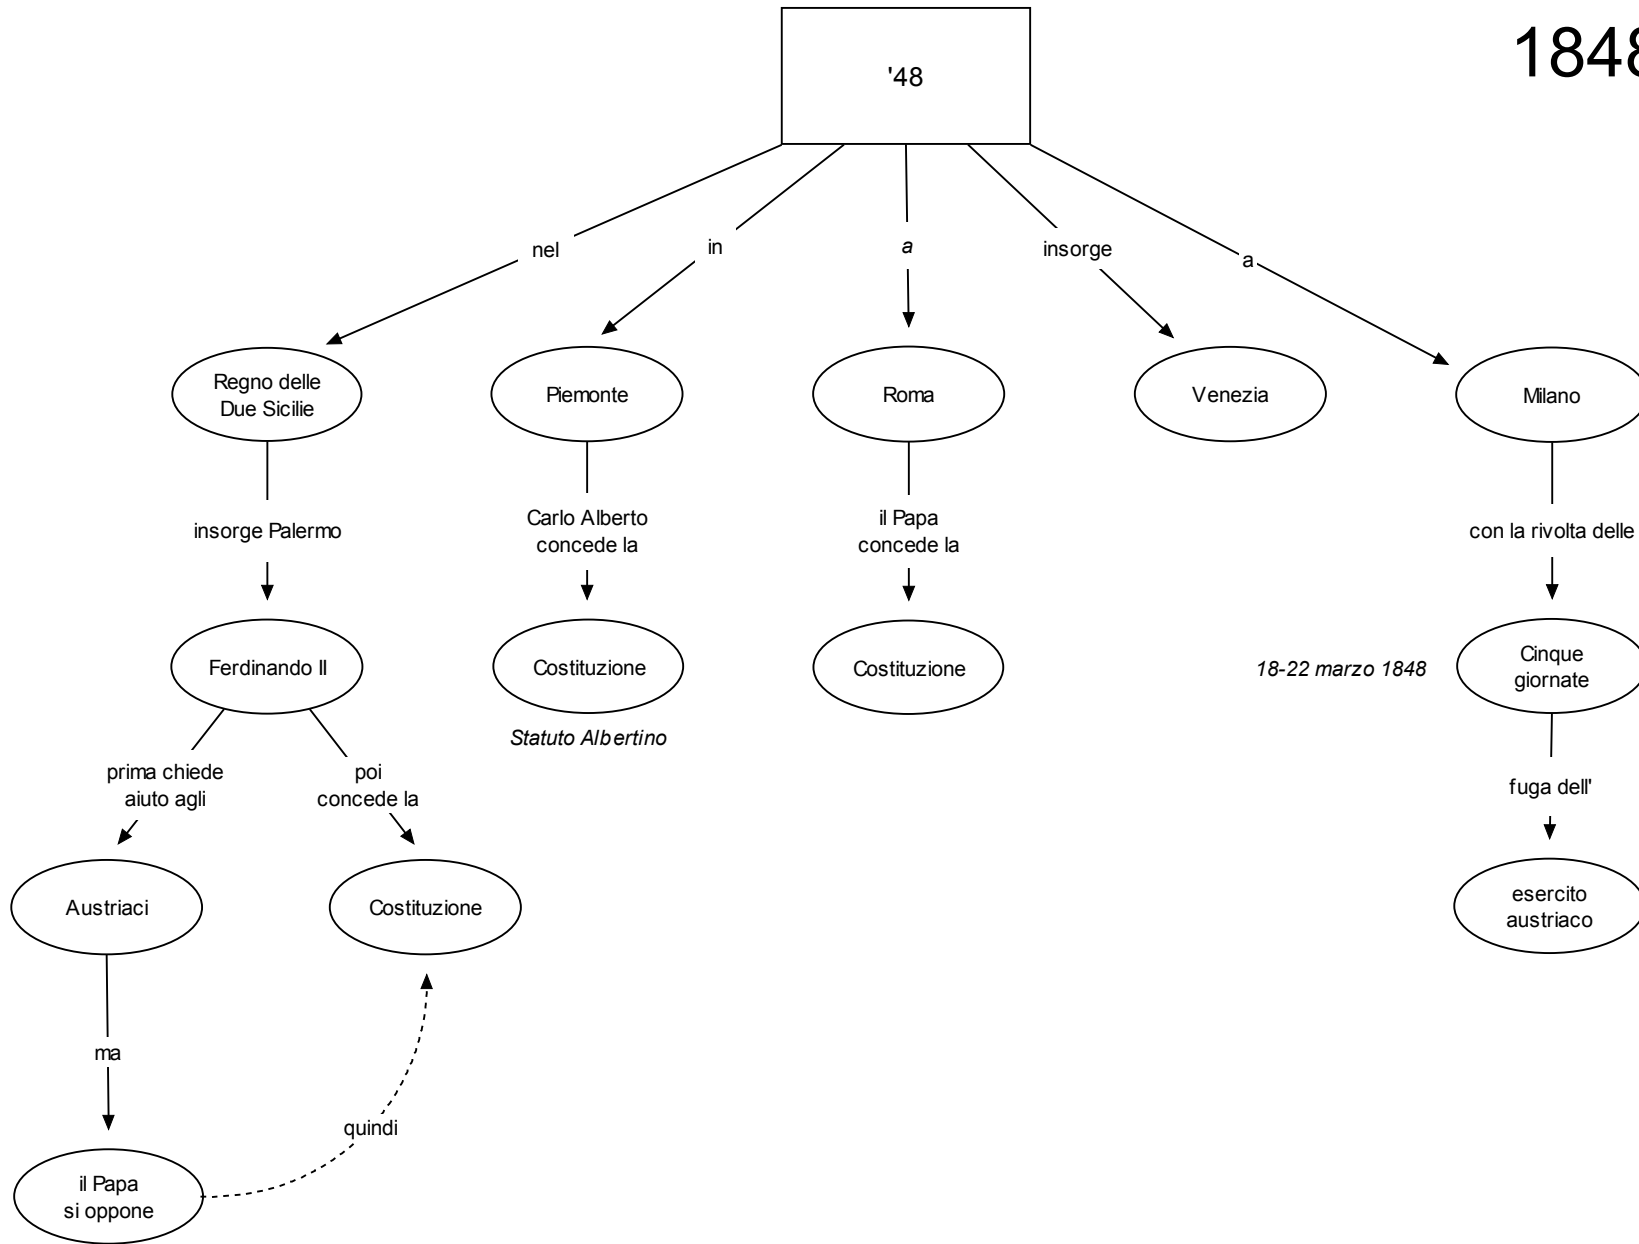 1848
'48
nel
in
a
insorge
a
Regno delle
Due Sicilie
Piemonte
Roma
Venezia
Milano
insorge Palermo
Carlo Alberto
concede la
il Papa
concede la
con la rivolta delle
Ferdinando II
Costituzione
Costituzione
18-22 marzo 1848
Cinque
giornate
Statuto Albertino
prima chiede
aiuto agli
poi
concede la
fuga dell'
Austriaci
Costituzione
esercito
austriaco
ma
quindi
il Papa
si oppone